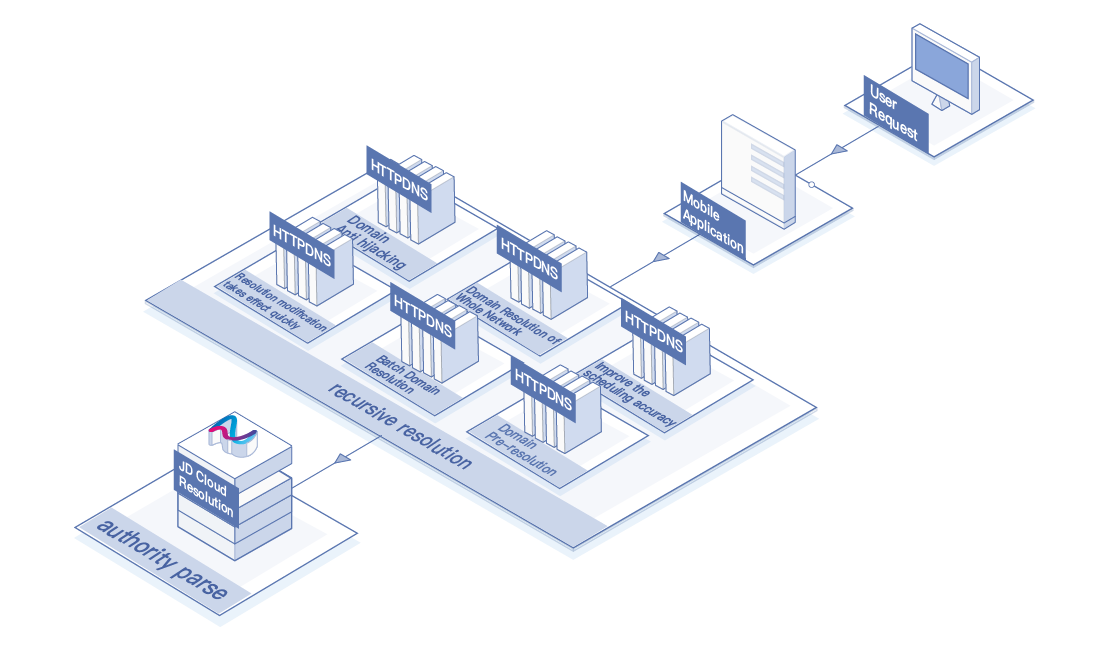 User
Request
Mobile
Application
HTTPDNS
Domain
Anti hijacking
HTTPDNS
Resolution modification
takes effect quickly
HTTPDNS
Domain Resolution of
Whole Network
HTTPDNS
Batch Domain
Resolution
HTTPDNS
Improve the
scheduling accuracy
HTTPDNS
Domain
Pre-resolution
recursive resolution
JD Cloud
Resolution
authority parse